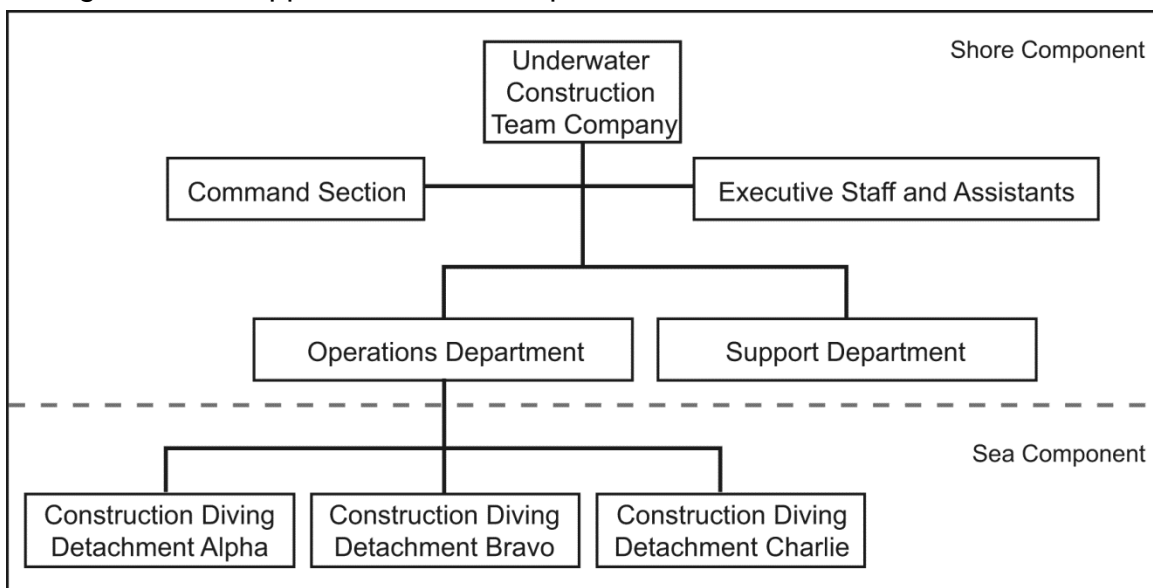 Shore Component
Underwater
Construction
Team Company
Command Section
Executive Staff and Assistants
Operations Department
Support Department
Sea Component
Construction Diving
Detachment Alpha
Construction Diving
Detachment Bravo
Construction Diving
Detachment Charlie